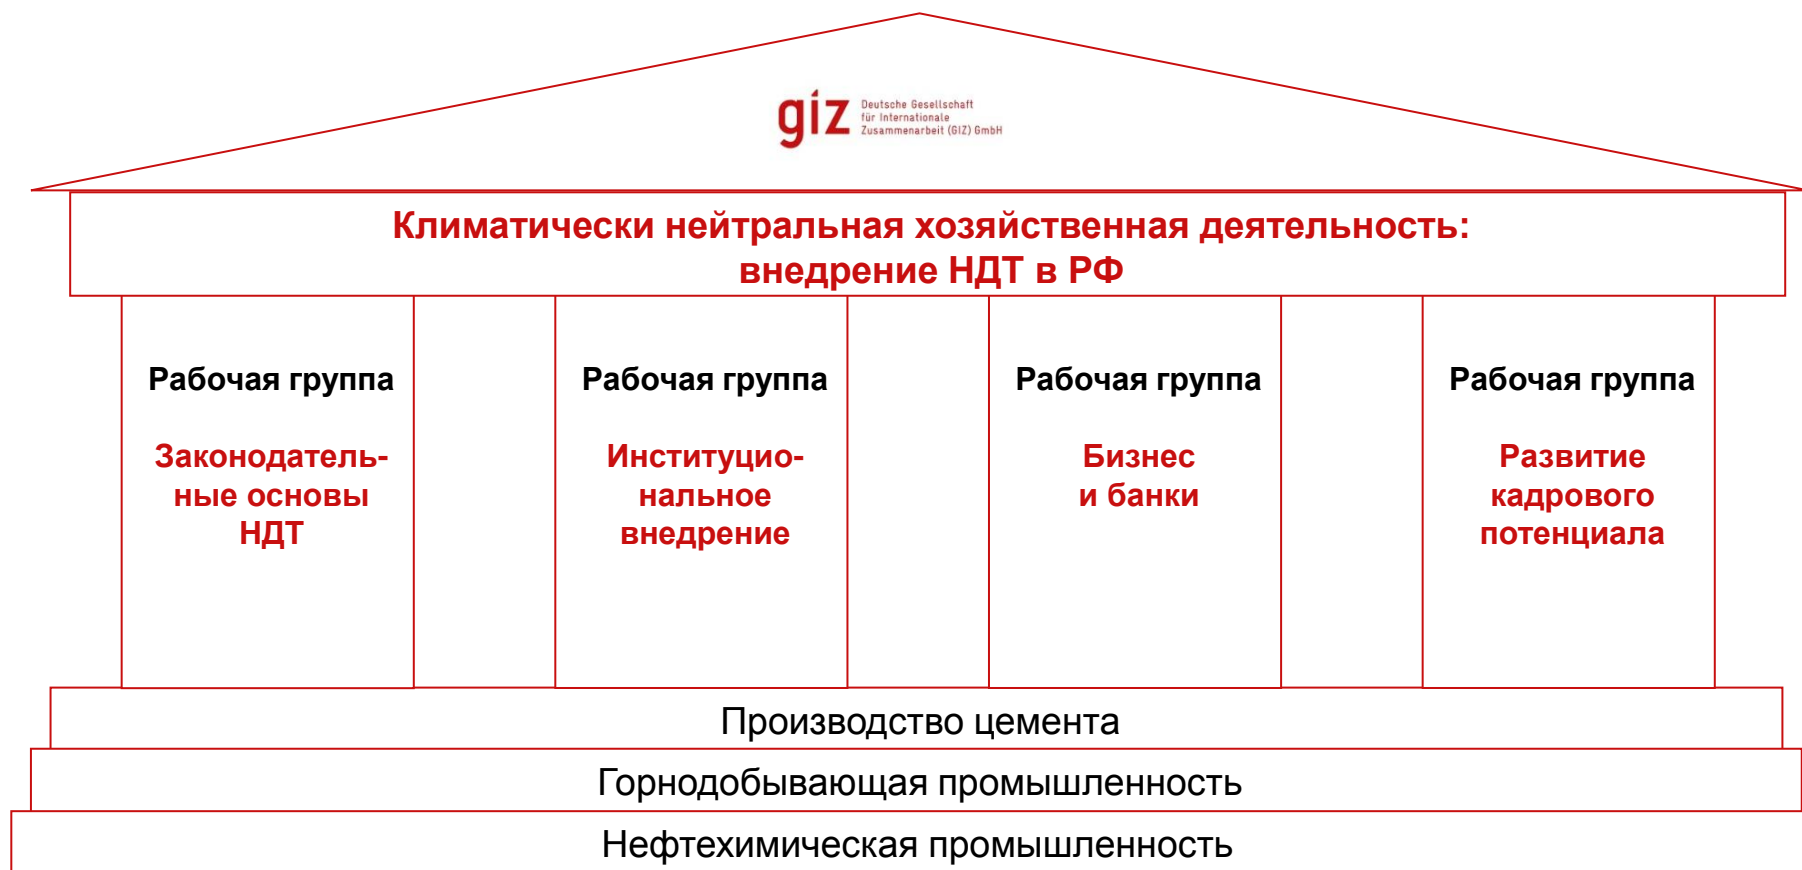 giz
Deutsche Gesellschaft
für Internationale
Zusammenarbeit (GIZ) GmbH
Климатически нейтральная хозяйственная деятельность:
внедрение НДТ в РФ
Рабочая группа
Законодатель-
ные основы
НДТ
Рабочая группа
Институцио-
нальное
внедрение
Рабочая группа
Бизнес
и банки
Рабочая группа
Развитие
кадрового
потенциала
Производство цемента
Горнодобывающая промышленность
Нефтехимическая промышленность